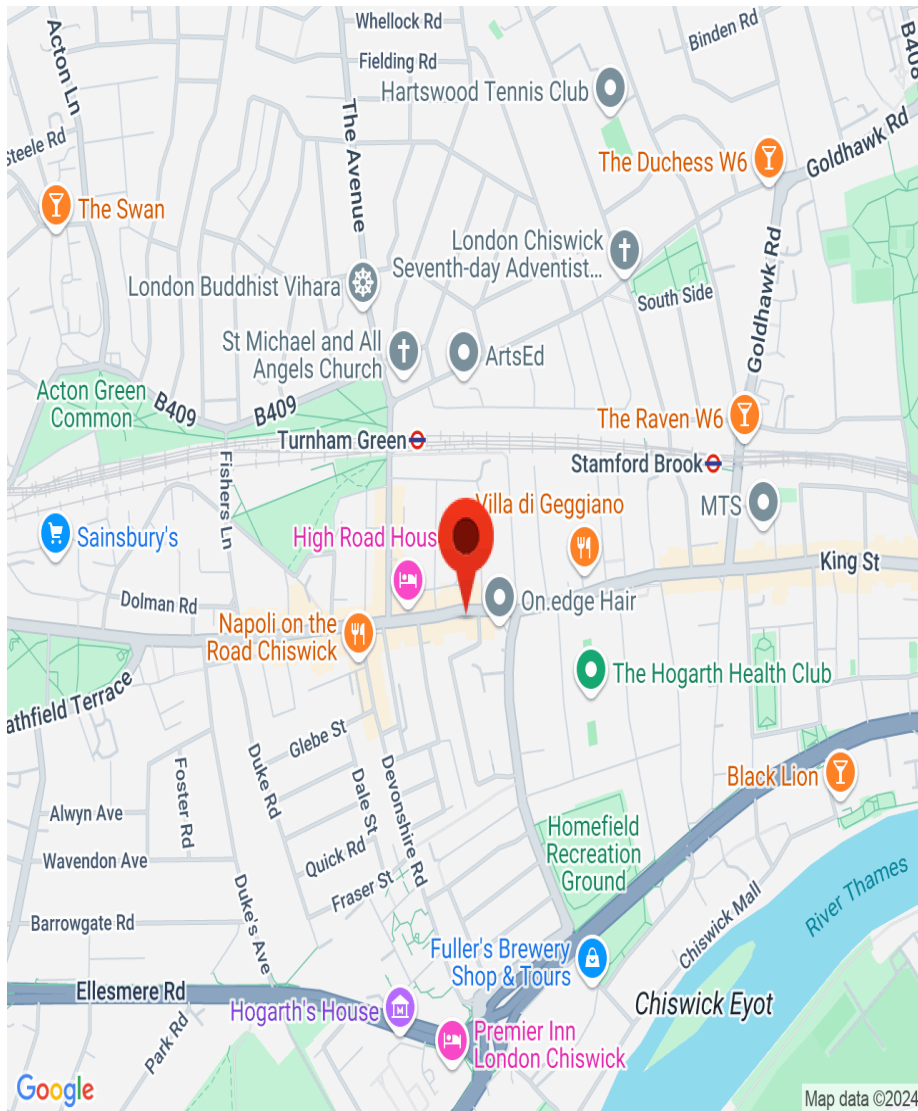 Whellock Rd
Binden Rd
Fielding Rd
B408
Acton Ln
Hartswood Tennis Club
The Avenue
Goldhawk Rd
Steele Rd
The Duchess W6
The Swan
London Chiswick
Seventh-day Adventist...
London Buddhist Vihara
South Side
Goldhawk Rd
St Michael and All
Angels Church
ArtsEd
Acton Green
Common
B409
B409
The Raven W6
Turnham Green
Stamford Brook
Fishers Ln
Villa di Geggiano
MTS
Sainsbury's
High Road Hous
King St
Dolman Rd
On.edge Hair
Napoli on the
Road Chiswick
The Hogarth Health Club
athfield Terrace
Glebe St
Duke Rd
Foster Rd
Dale St
Devonshire Rd
Black Lion
Alwyn Ave
Homefield
Recreation
Ground
Quick Rd
Wavendon Ave
Fraser St
River Thames
Duke's Ave
Barrowgate Rd
Chiswick Mall
Fuller's Brewery
Shop & Tours
Ellesmere Rd
Chiswick Eyot
Hogarth's House
Park Rd
Premier Inn
London Chiswick
Google
Map data ©2024